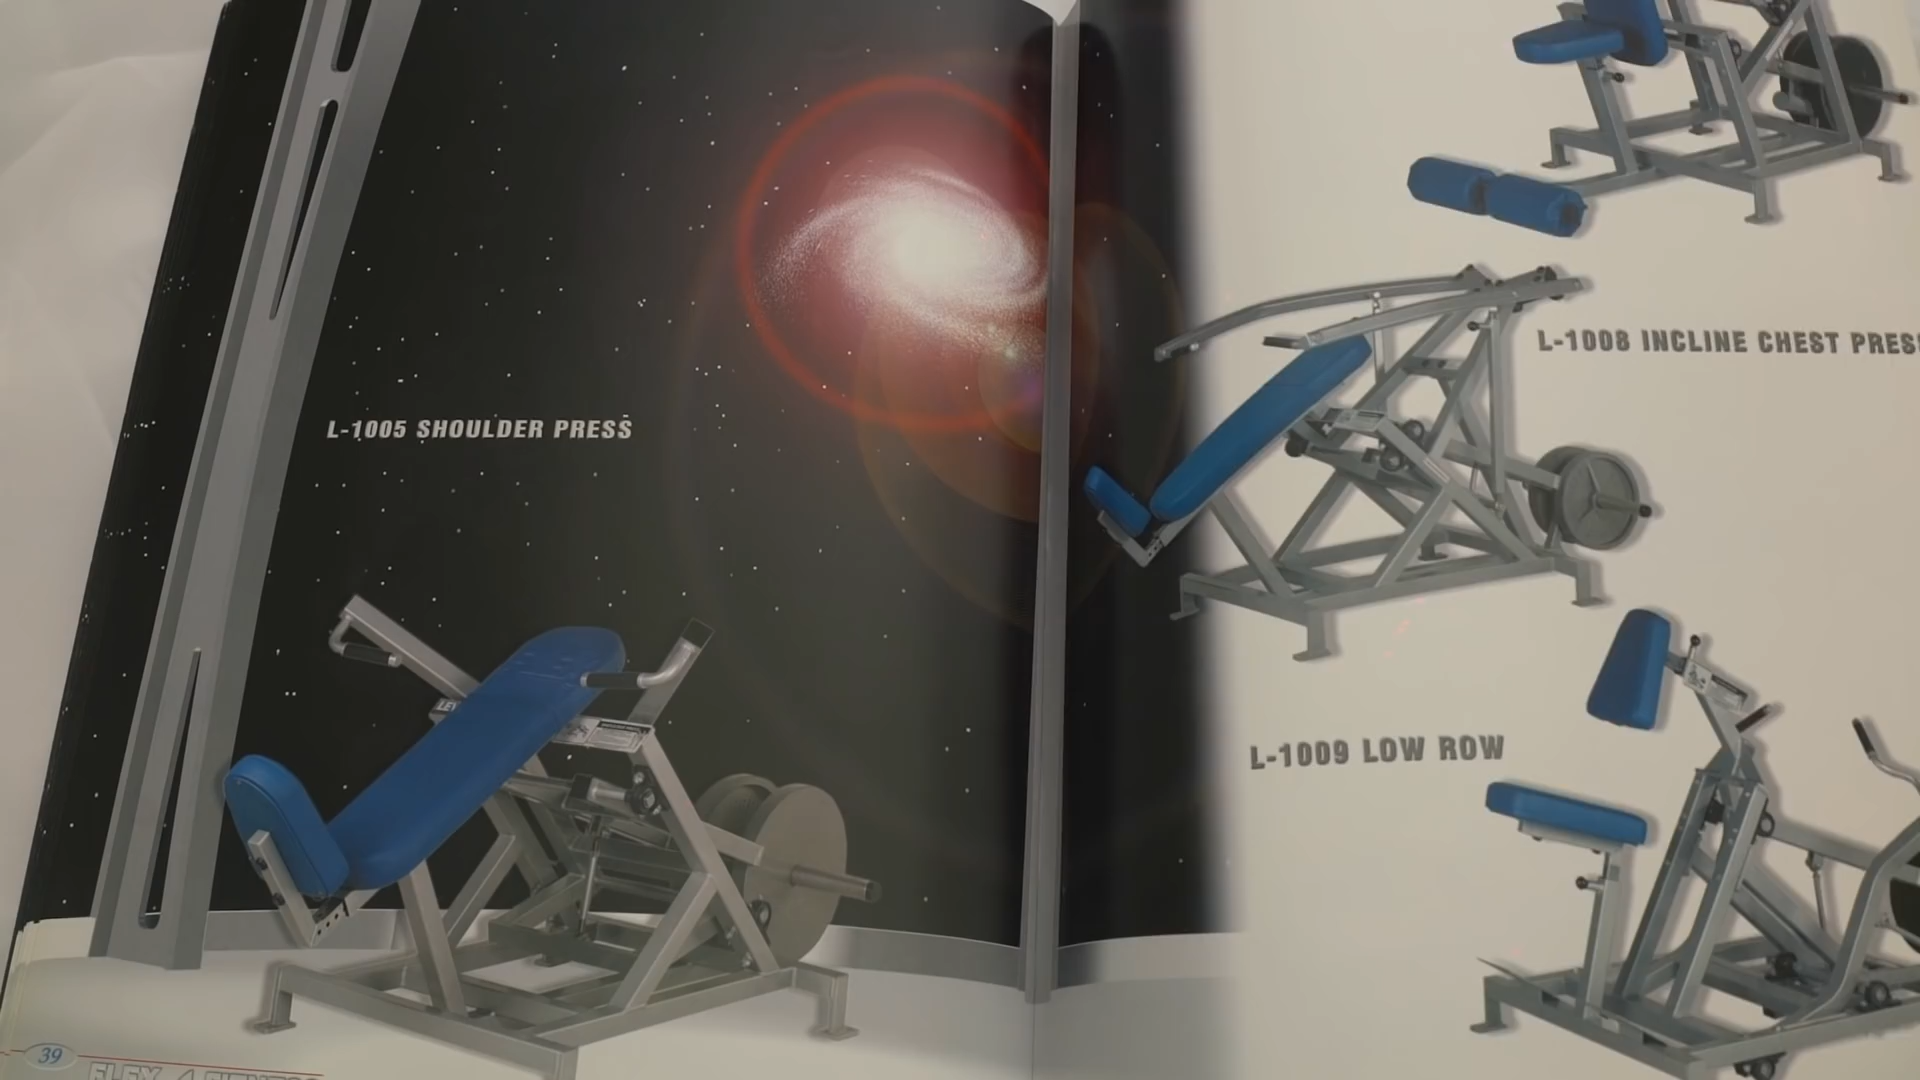 L-1005 SHOULDER PRESS
L-1008 INCLINE CHEST PRESS
L-1009 LOW ROW
39